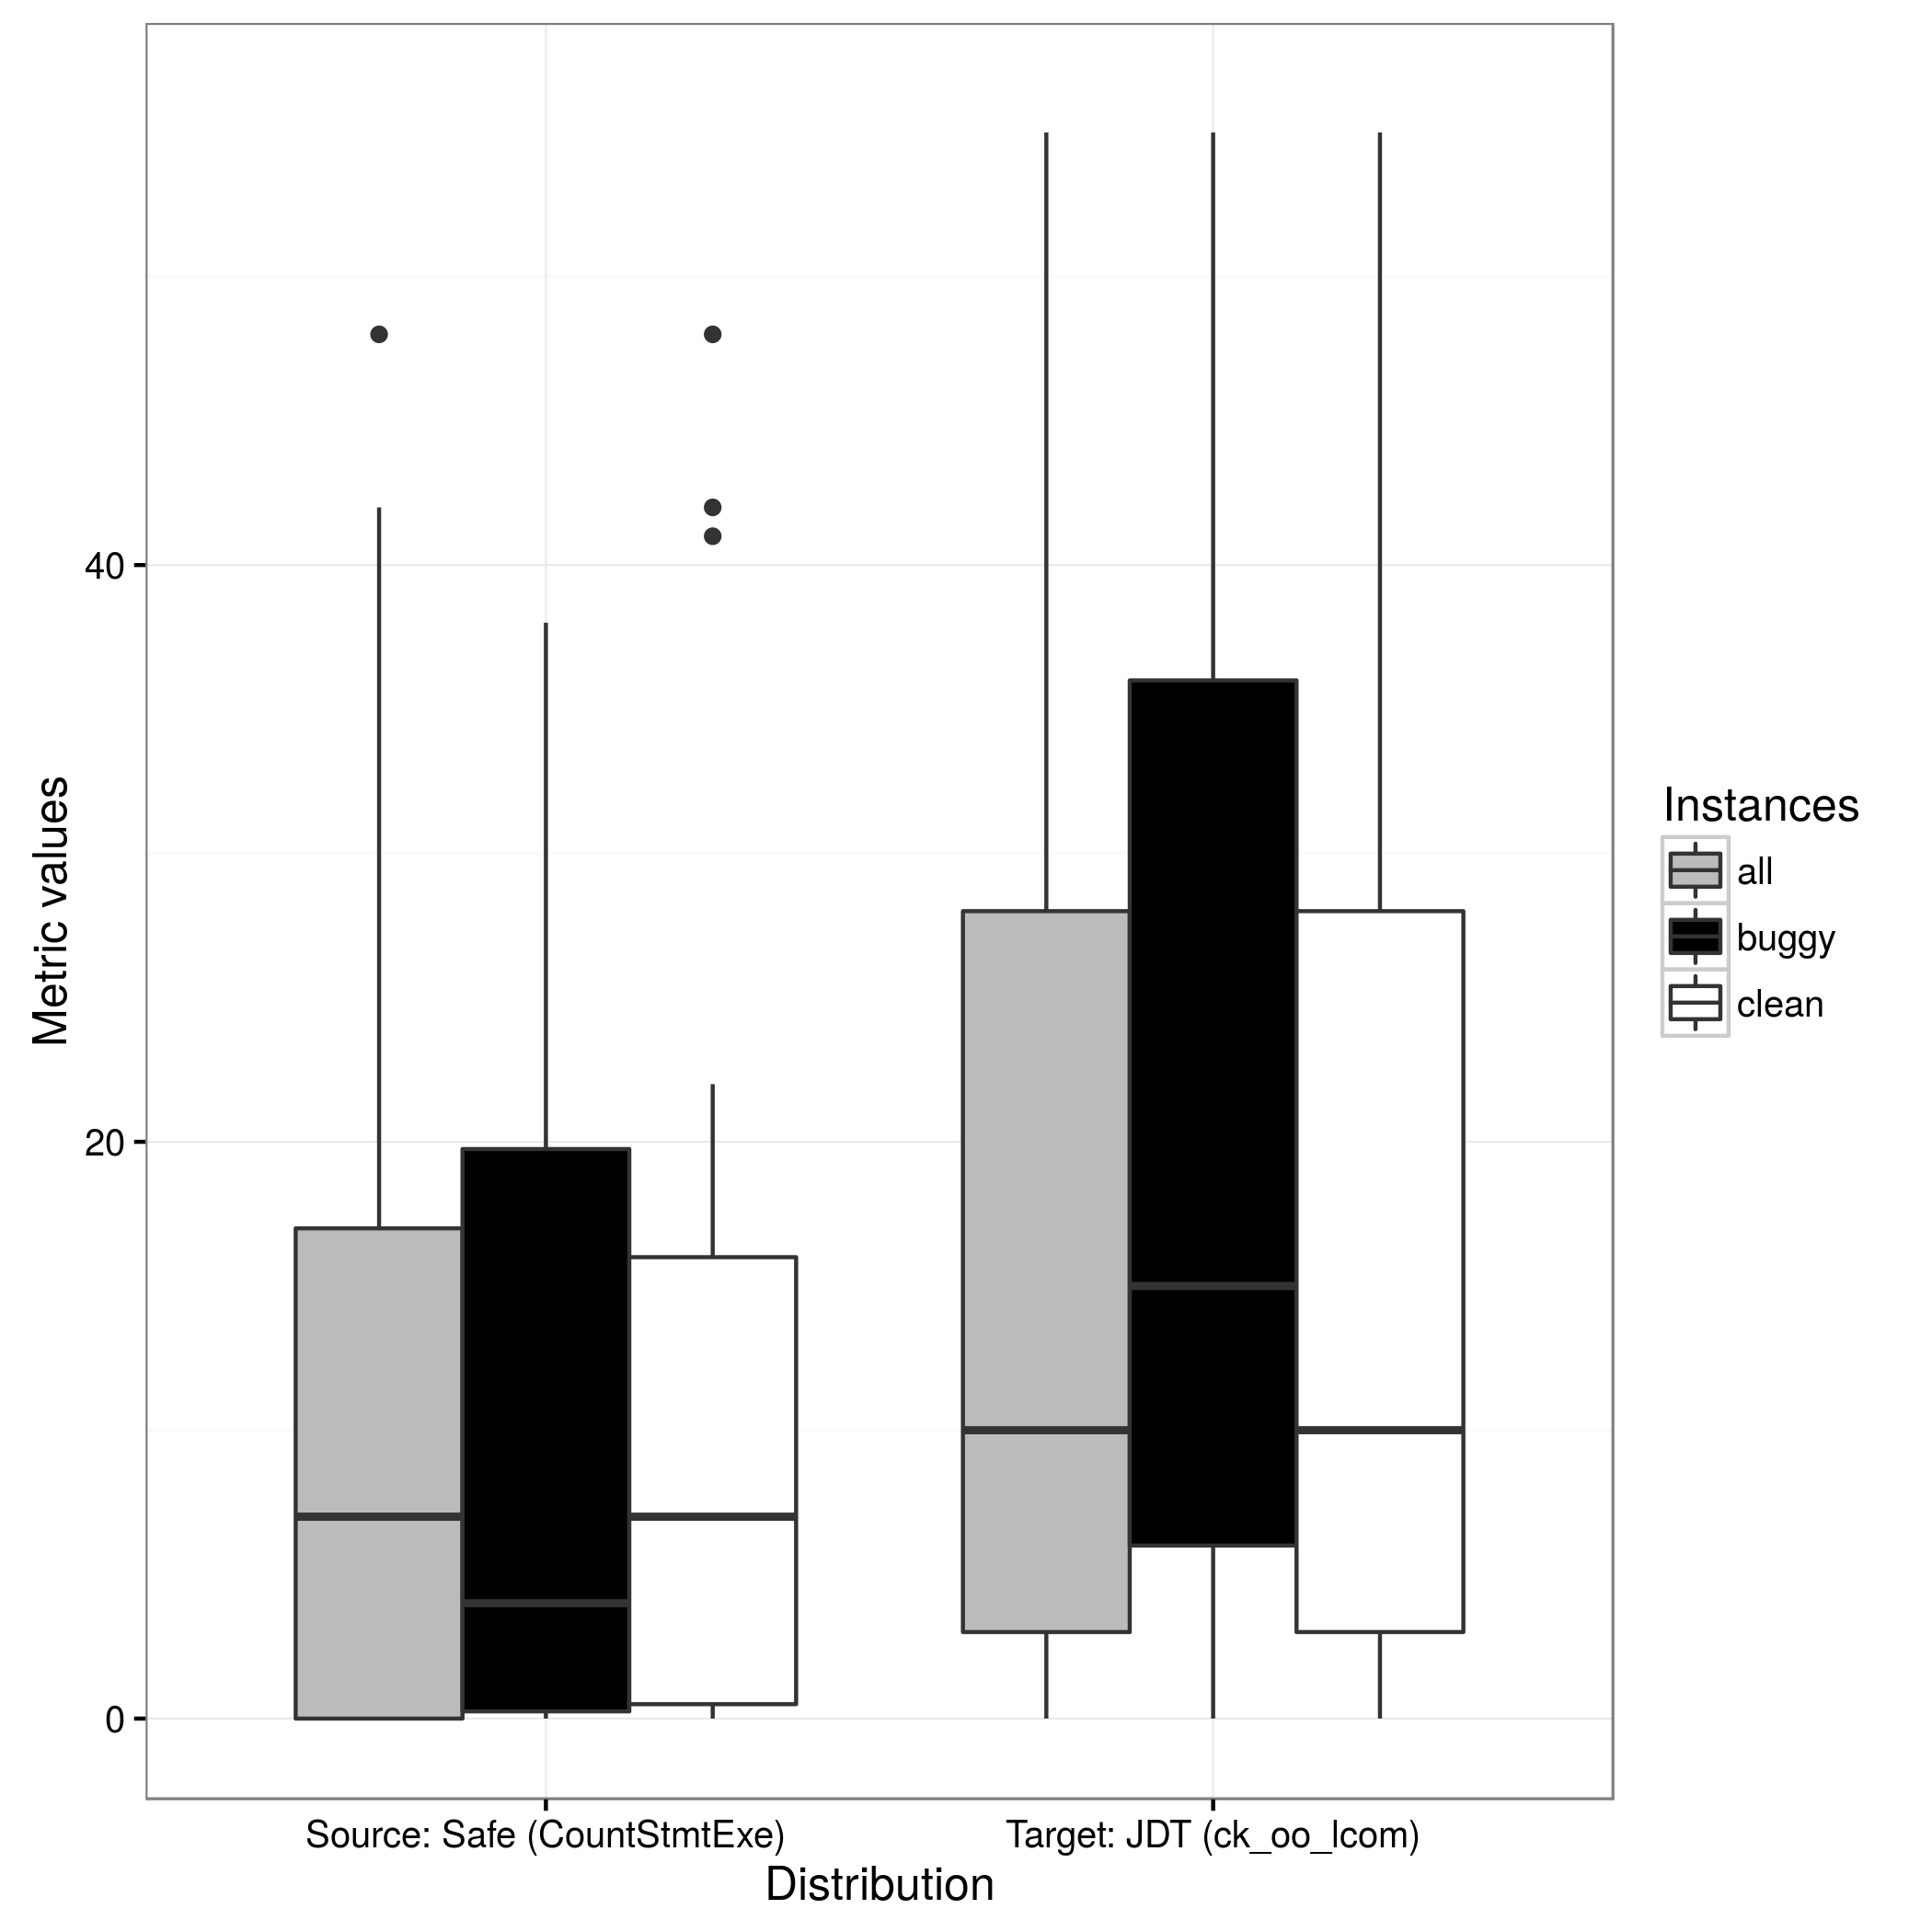 Metric values
40
20
0
Source: Safe (CountStmtExe)
Target: JDT (ck_oo_lcom)
Distribution
Instances
all
buggy
clean